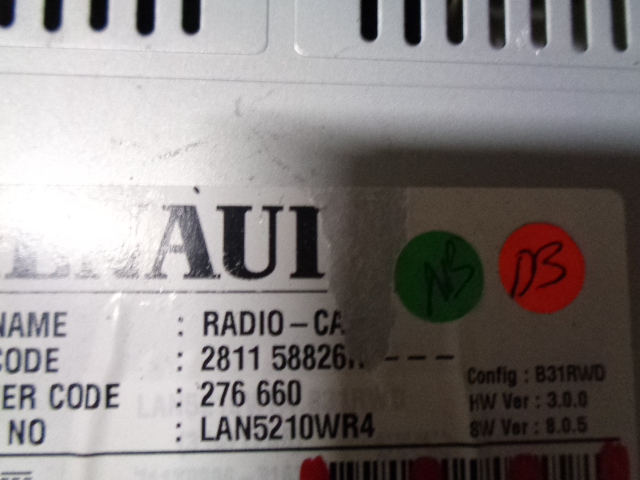 AUI
NB
DB
NAME : RADIO-CA
CODE : 2811 58826
ER CODE : 276 660
NO : LAN5210WR4
Config : B31RWD
HW Ver : 3.0.0
SW Ver : 8.0.5